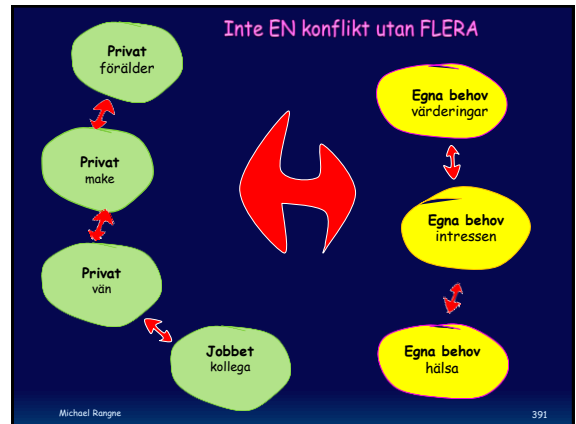 Inte EN konflikt utan FLERA
Privat
förälder
Privat
make
Privat
vän
Jobbet
kollega
Egna behov
värderingar
Egna behov
intressen
Egna behov
hälsa
Michael Rangne
391